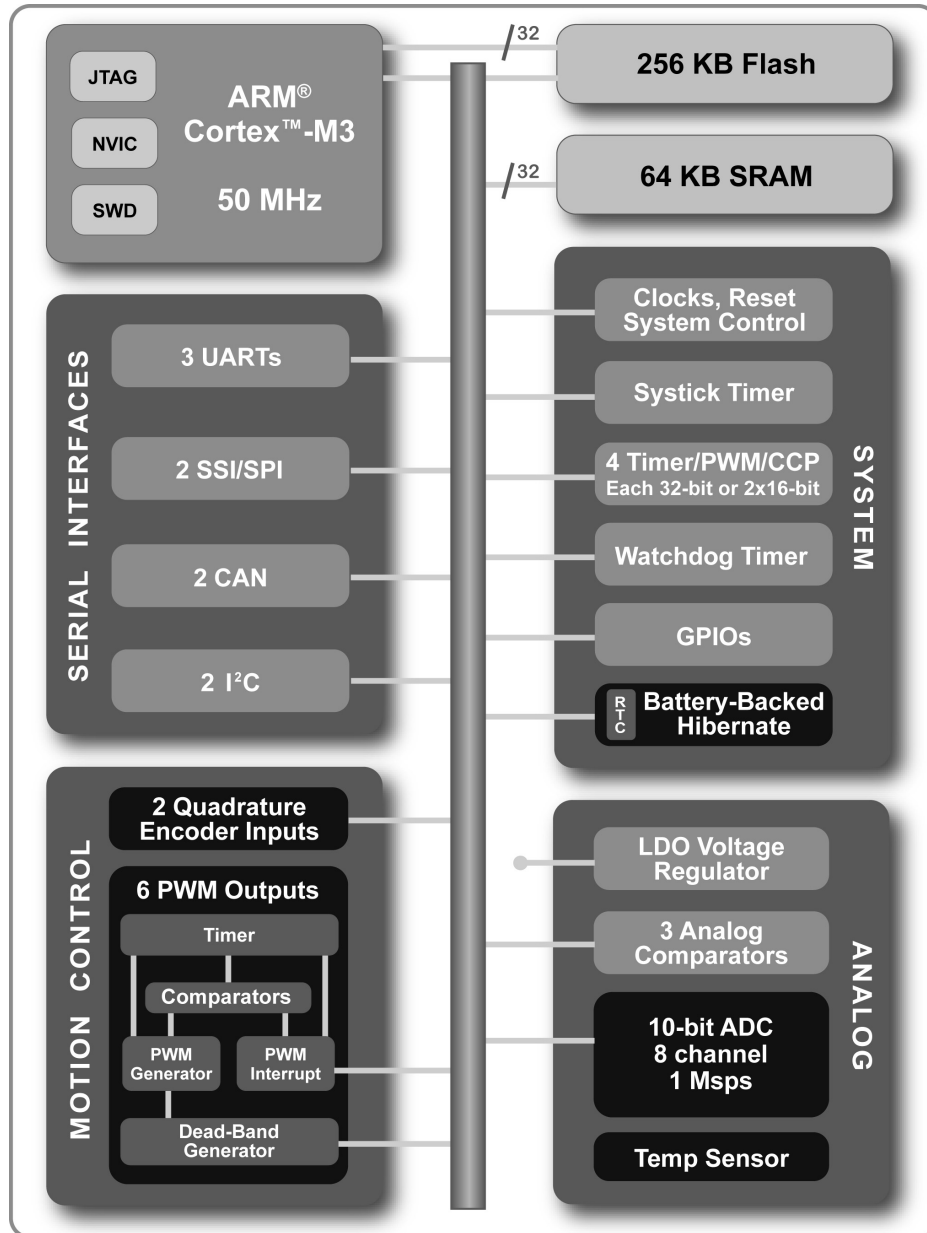 JTAG
NVIC
SWD
ARM®
Cortex™-M3
50 MHz
32
256 KB Flash
32
64 KB SRAM
SERIAL INTERFACES
3 UARTs
2 SSI/SPI
2 CAN
2 I²C
SYSTEM
Clocks, Reset
System Control
Systick Timer
4 Timer/PWM/CCP
Each 32-bit or 2x16-bit
Watchdog Timer
GPIOs
RTC
Battery-Backed
Hibernate
MOTION CONTROL
2 Quadrature
Encoder Inputs
6 PWM Outputs
Timer
Comparators
PWM
Generator
PWM
Interrupt
Dead-Band
Generator
ANALOG
LDO Voltage
Regulator
3 Analog
Comparators
10-bit ADC
8 channel
1 Msps
Temp Sensor